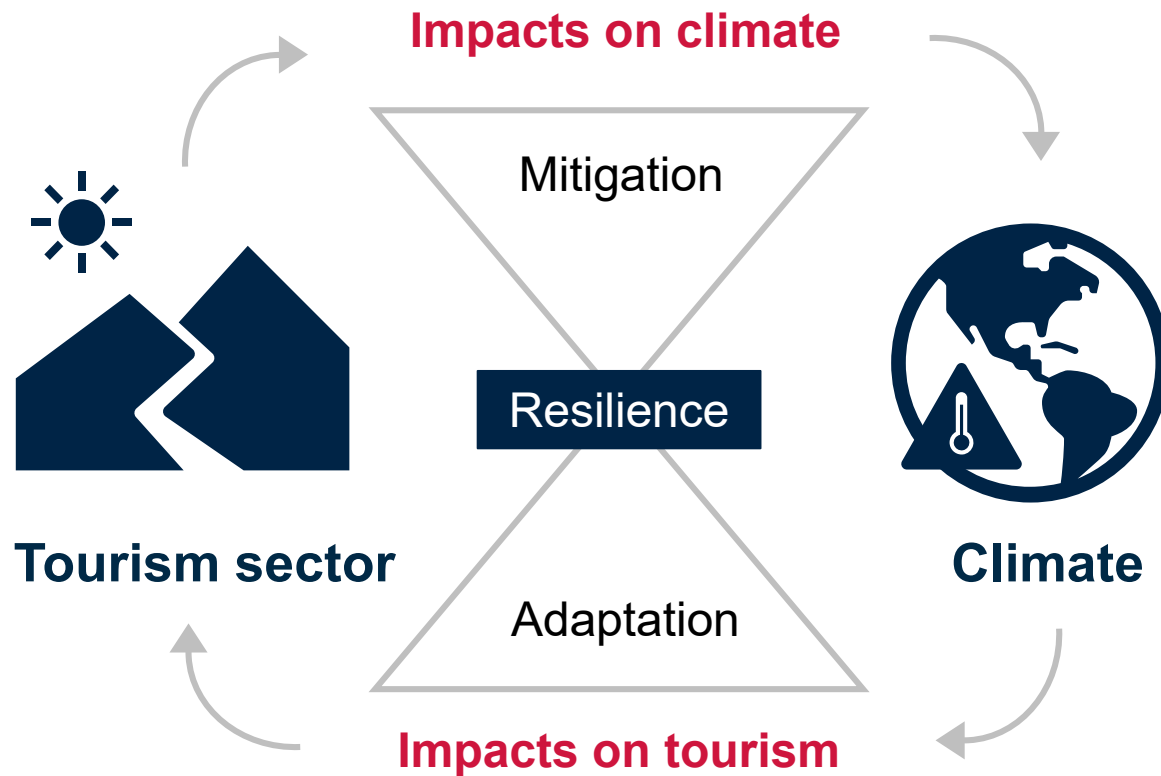 Impacts on climate
Mitigation
Resilience
Tourism sector
Climate
Adaptation
Impacts on tourism